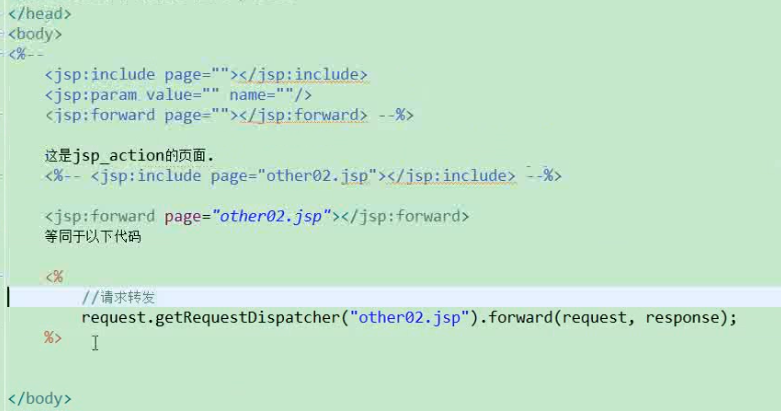 </head>
<body>
<%--
<jsp:include page=""></jsp:include>
<jsp:param value="" name=""/>
<jsp:forward page=""></jsp:forward> --%>
这是jsp_action的页面.
<%-- <jsp:include page="other02.jsp"></jsp:include> --%>
<jsp:forward page="other02.jsp"></jsp:forward>
等同于以下代码
<%
//请求转发
request.getRequestDispatcher("other02.jsp").forward(request, response);
%>
</body>